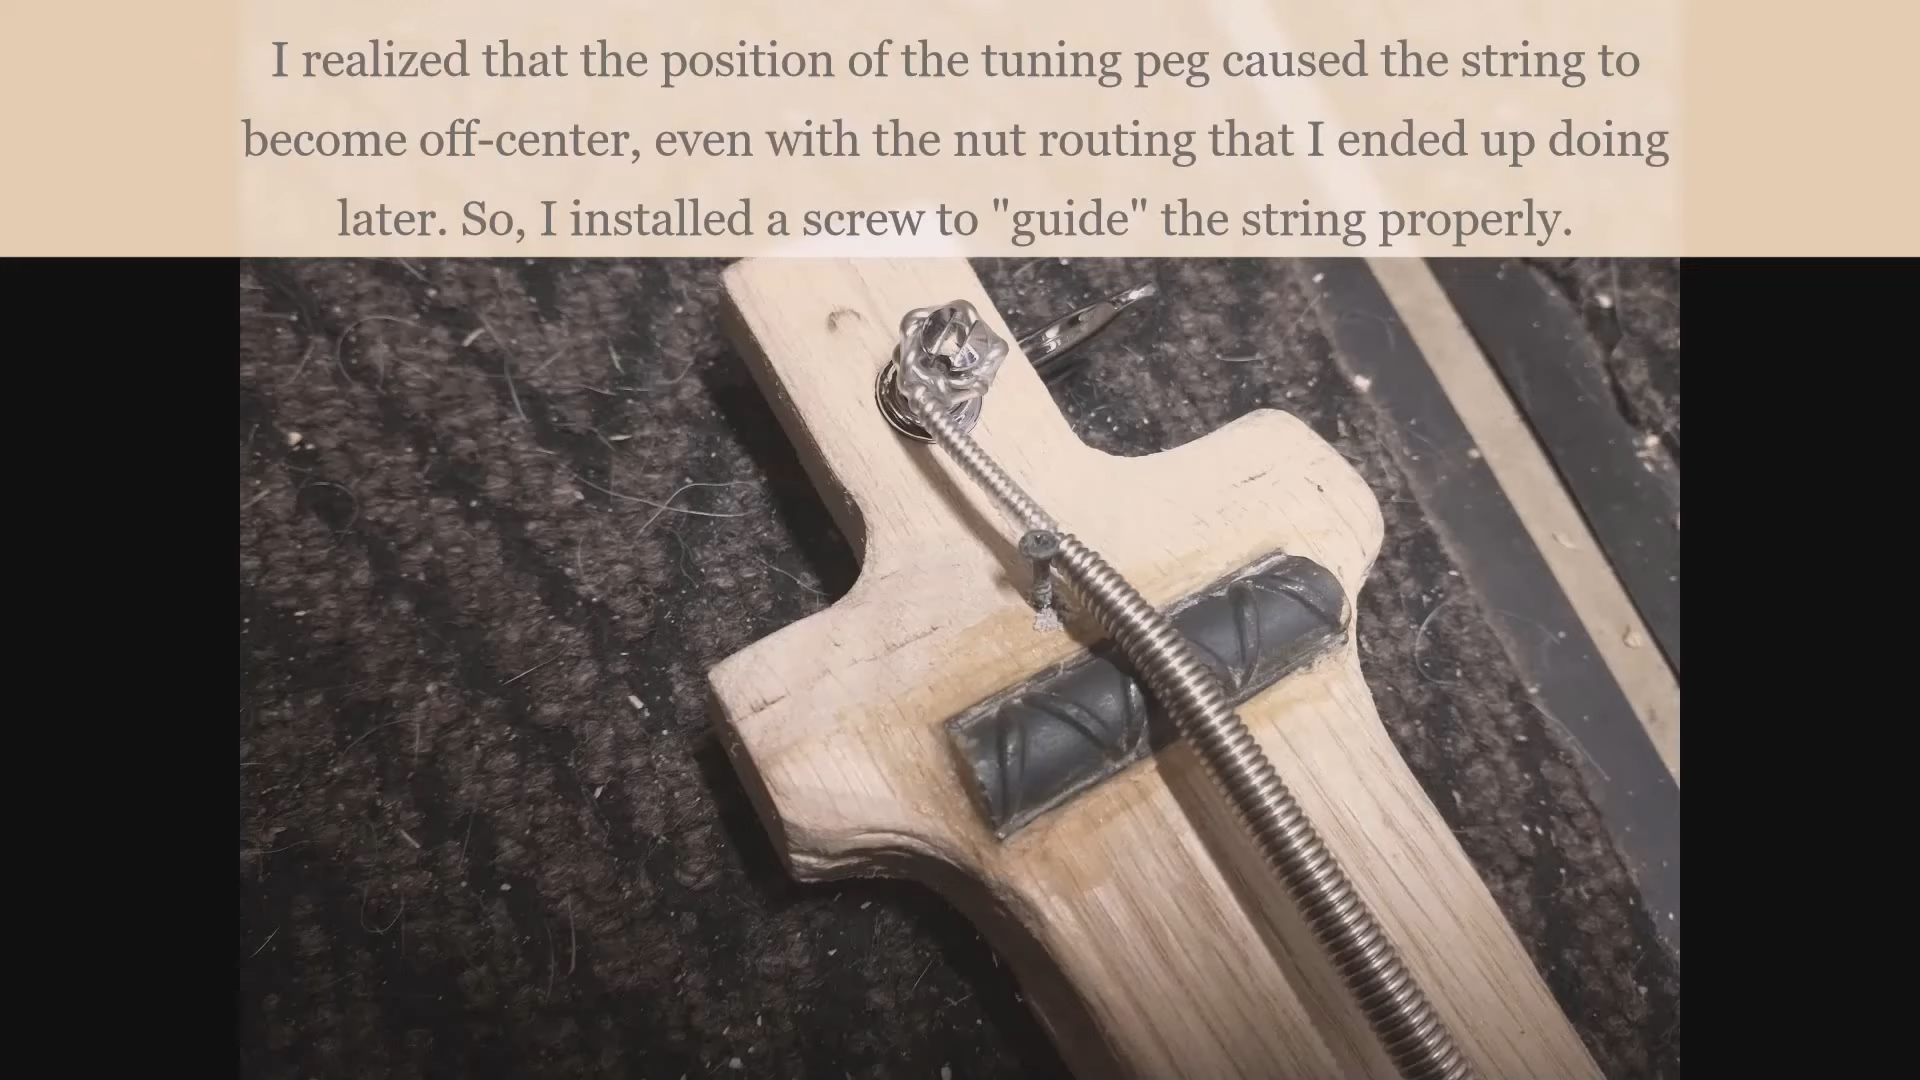 I realized that the position of the tuning peg caused the string to
become off-center, even with the nut routing that I ended up doing
later. So, I installed a screw to "guide" the string properly.